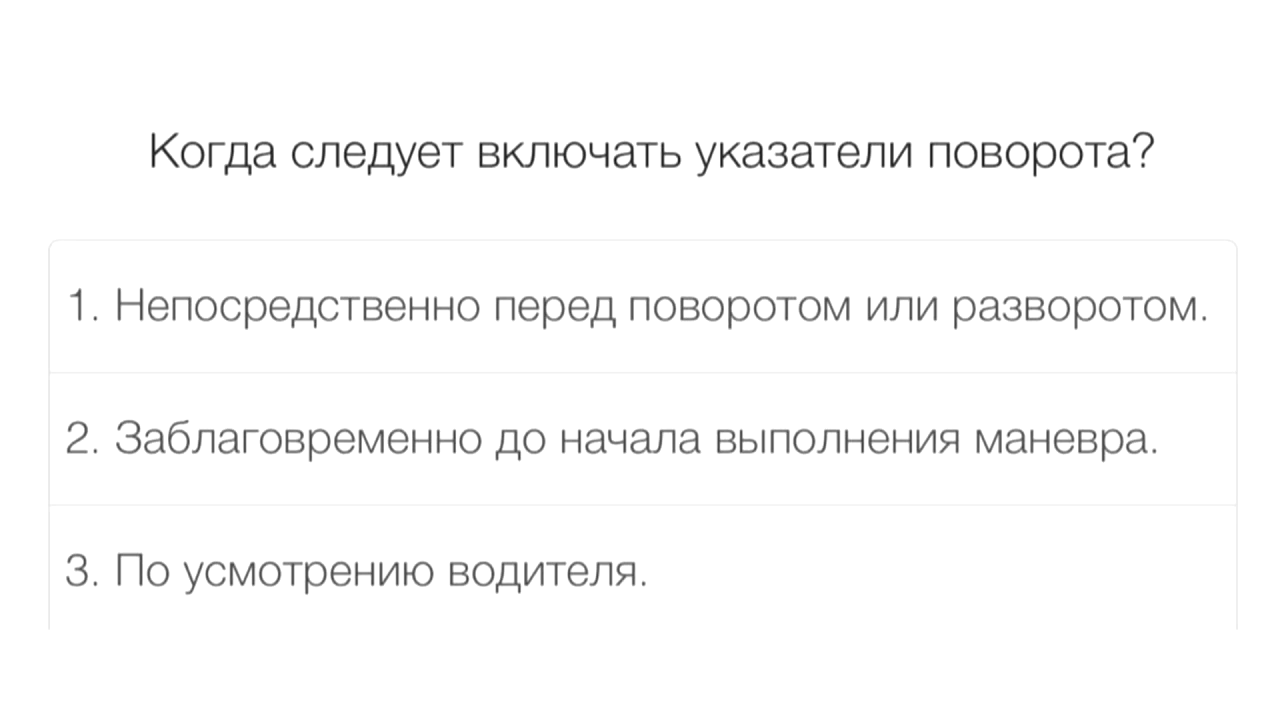 Когда следует включать указатели поворота?
1. Непосредственно перед поворотом или разворотом.
2. Заблаговременно до начала выполнения маневра.
3. По усмотрению водителя.